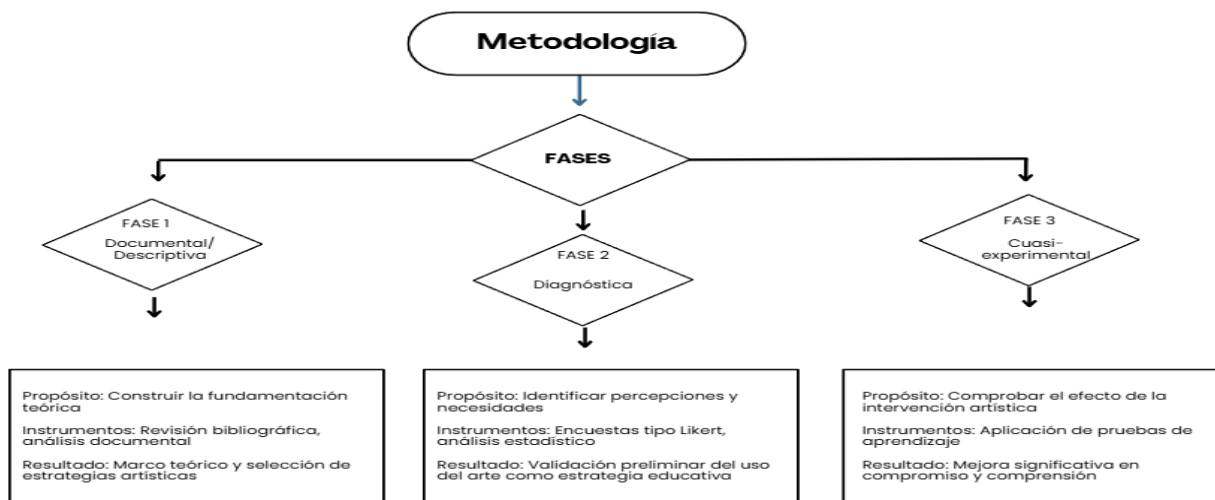 Metodología
FASES
FASE 1
Documental/
Descriptiva
FASE 2
Diagnóstica
FASE 3
Cuasi-
experimental
Propósito: Construir la fundamentación
teórica
Instrumentos: Revisión bibliográfica,
análisis documental
Resultado: Marco teórico y selección de
estrategias artísticas
Propósito: Identificar percepciones y
necesidades
Instrumentos: Encuestas tipo Likert,
análisis estadístico
Resultado: Validación preliminar del uso
del arte como estrategia educativa
Propósito: Comprobar el efecto de la
intervención artística
Instrumentos: Aplicación de pruebas de
aprendizaje
Resultado: Mejora significativa en
compromiso y comprensión